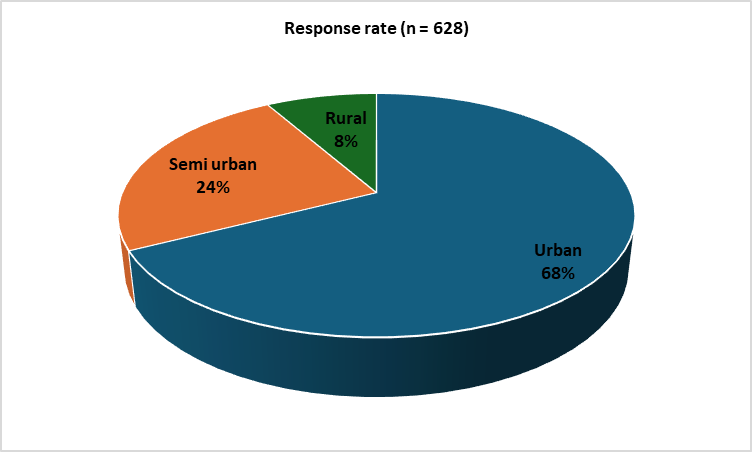 Response rate (n = 628)
Rural
8%
Semi urban
24%
Urban
68%